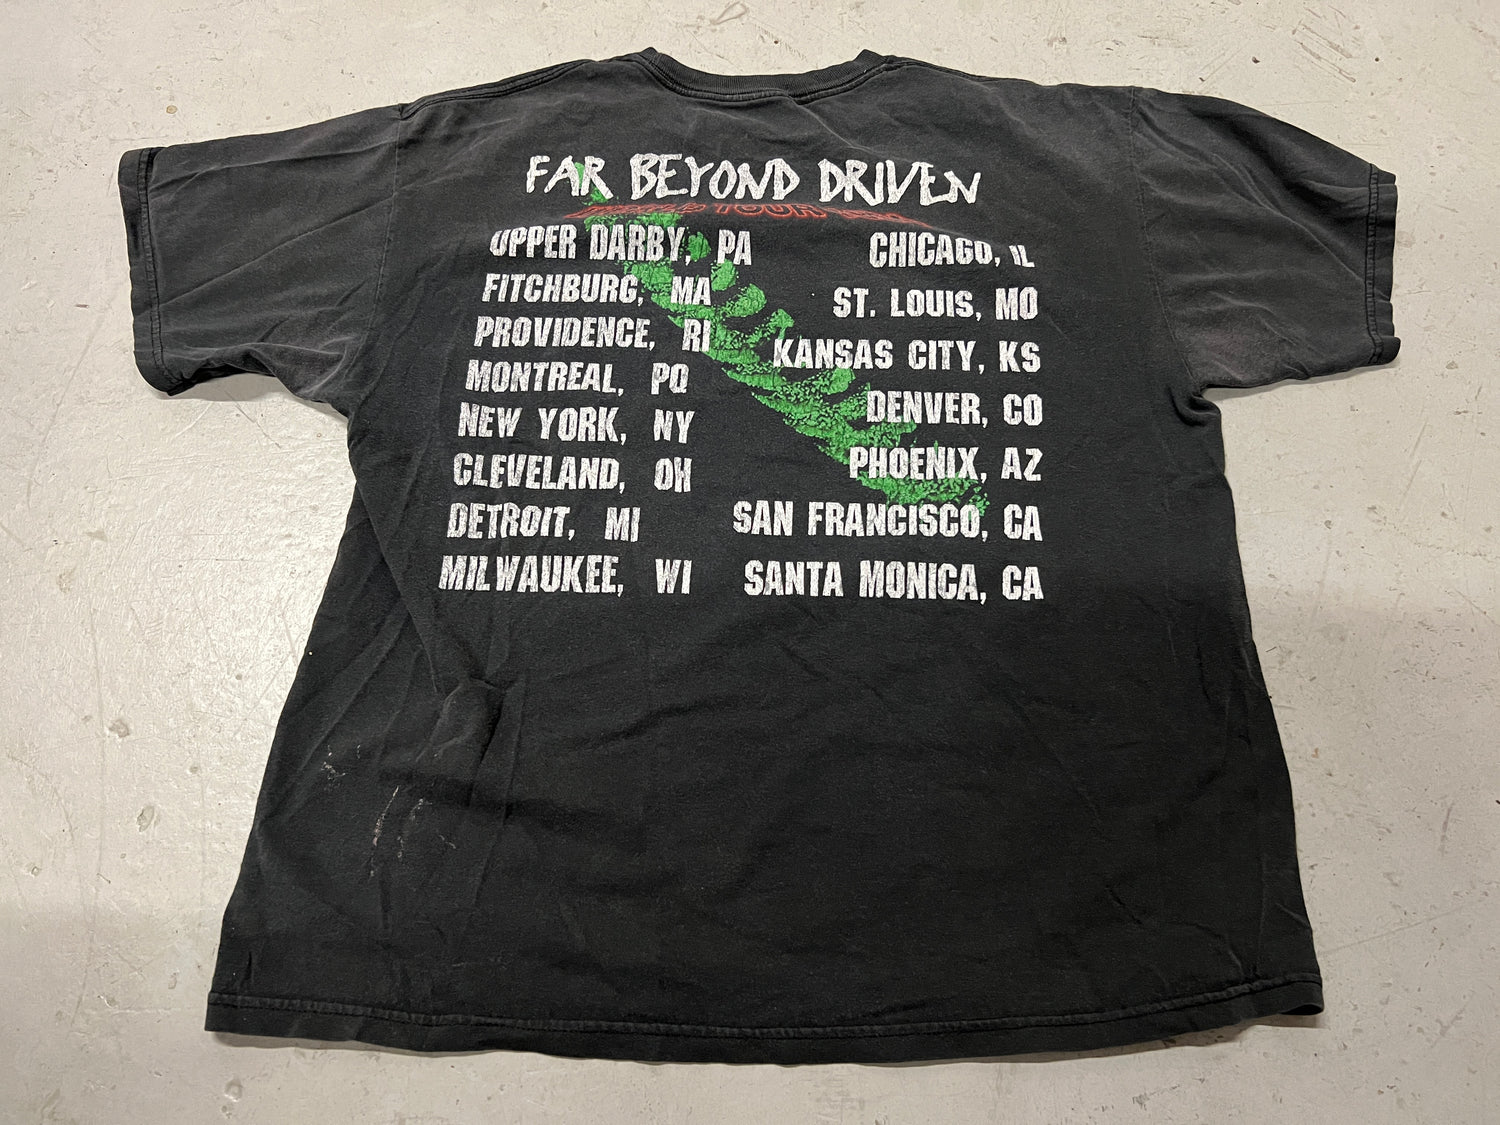 FAR BEYOND DRIVEN
WORLD TOUR
UPPER DARBY, PA
FITCHBURG, MA
PROVIDENCE, RI
MONTREAL, PQ
NEW YORK, NY
CLEVELAND, OH
DETROIT, MI
MILWAUKEE, WI
CHICAGO, IL
ST. LOUIS, MO
KANSAS CITY, KS
DENVER, CO
PHOENIX, AZ
SAN FRANCISCO, CA
SANTA MONICA, CA